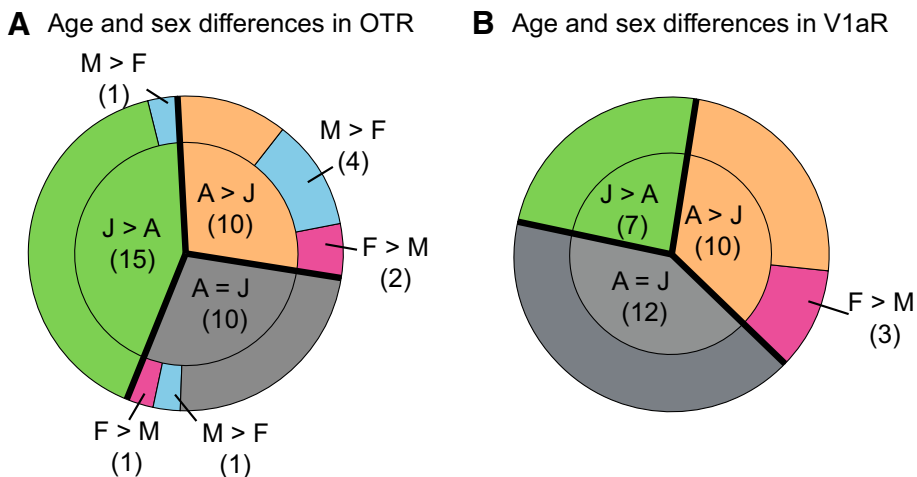 A Age and sex differences in OTR
M > F
(1)
M > F
(4)
A > J
(10)
J > A
(15)
F > M
(2)
A = J
(10)
F > M
(1)
M > F
(1)
B Age and sex differences in V1aR
J > A
(7)
A > J
(10)
A = J
(12)
F > M
(3)